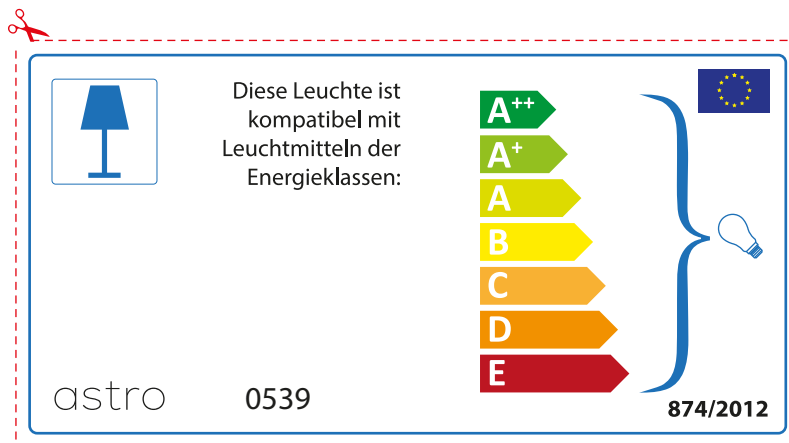 Diese Leuchte ist
kompatibel mit
Leuchtmitteln der
Energieklassen:
A++
A+
A
B
C
D
E
astro
0539
874/2012